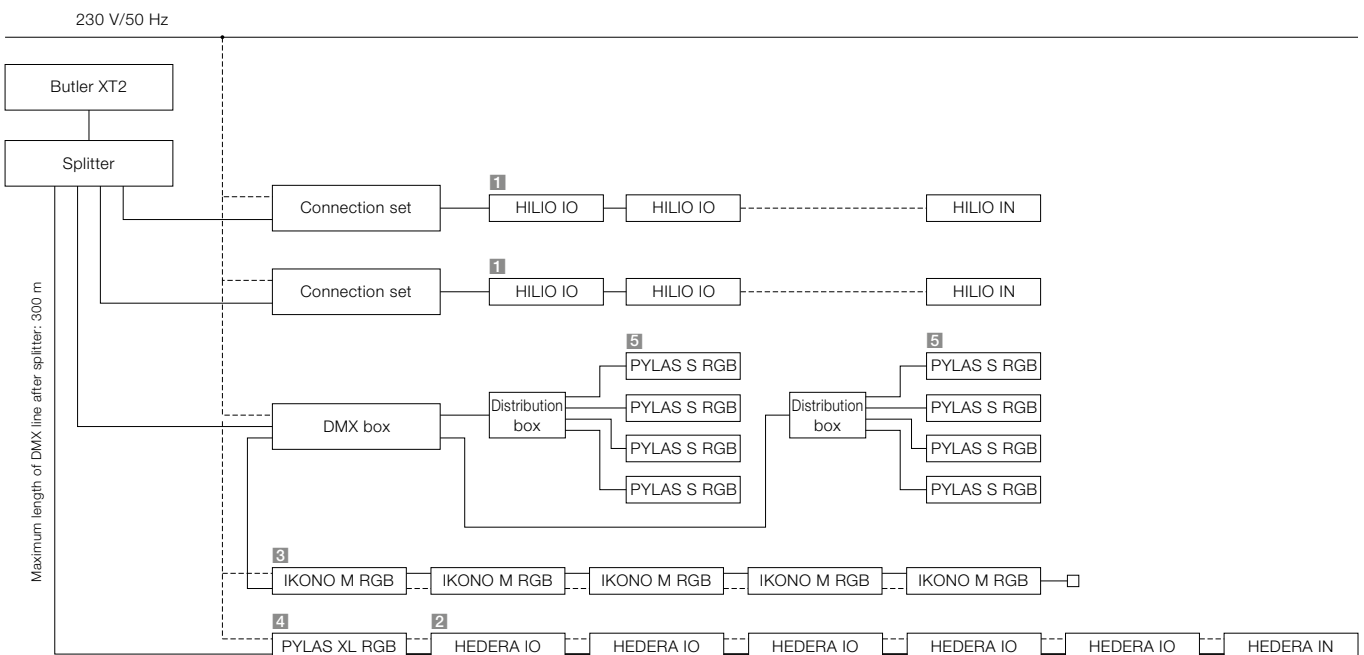 230 V/50 Hz
Butler XT2
Splitter
Maximum length of DMX line after splitter: 300 m
1
Connection set
HILIO IO
HILIO IO
HILIO IN
1
Connection set
HILIO IO
HILIO IO
HILIO IN
5
5
PYLAS S RGB
PYLAS S RGB
DMX box
Distribution
box
PYLAS S RGB
Distribution
box
PYLAS S RGB
PYLAS S RGB
PYLAS S RGB
PYLAS S RGB
PYLAS S RGB
3
IKONO M RGB
IKONO M RGB
IKONO M RGB
IKONO M RGB
IKONO M RGB
4
2
PYLAS XL RGB
HEDERA IO
HEDERA IO
HEDERA IO
HEDERA IO
HEDERA IO
HEDERA IN